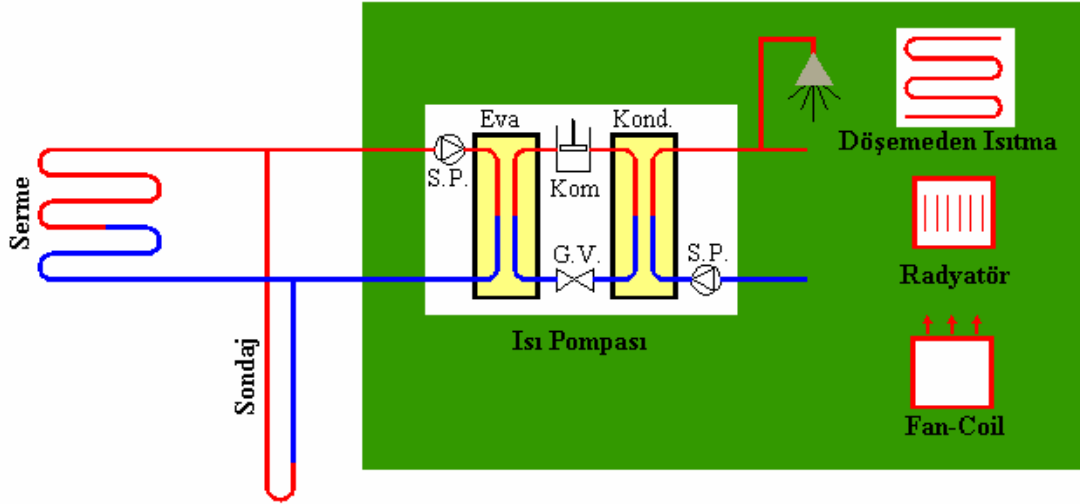 Eva
Kond.
Döşemeden Isıtma
S.P.
Kom
Serme
G.V.
S.P.
Radyatör
Isı Pompası
Sondaj
Fan-Coil